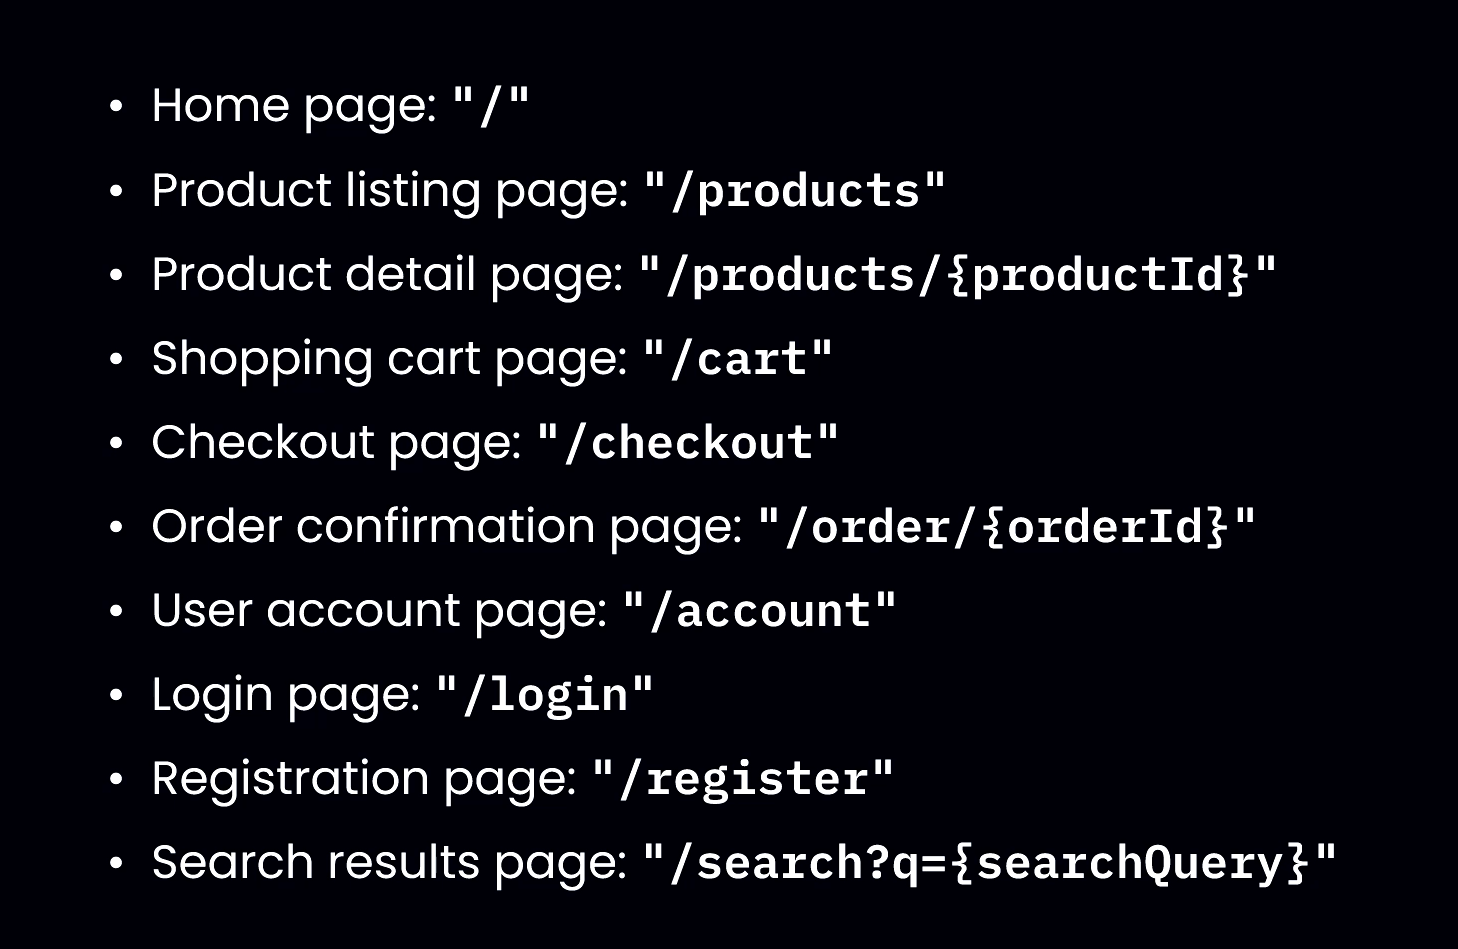 • Home page: "/"
• Product listing page: "/products"
• Product detail page: "/products/{productId}"
• Shopping cart page: "/cart"
• Checkout page: "/checkout"
• Order confirmation page: "/order/{orderId}"
• User account page: "/account"
• Login page: "/login"
• Registration page: "/register"
• Search results page: "/search?q={searchQuery}"